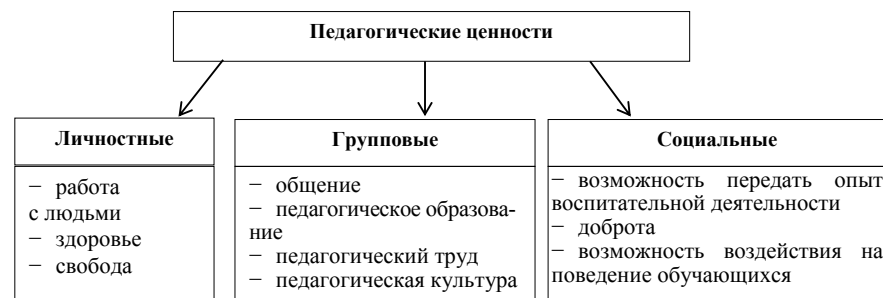 Педагогические ценности
Личностные
− работа
с людьми
− здоровье
− свобода
Групповые
− общение
− педагогическое образова-
ние
− педагогический труд
− педагогическая культура
Социальные
− возможность передать опыт
воспитательной деятельности
− доброта
− возможность воздействия на
поведение обучающихся